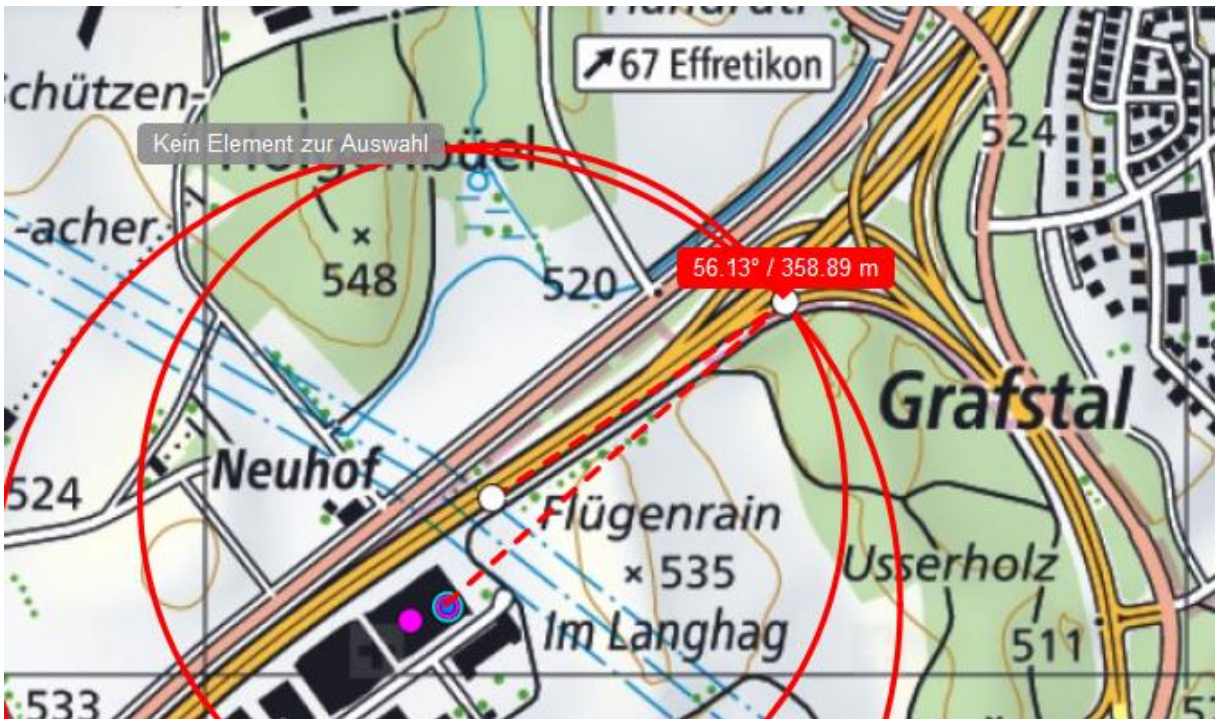 67 Effretikon
chützen-
524
Kein Element zur Auswahl
-acher
548
520
56.13° / 358.89 m
Grafstal
Neuhof
524
Flügenrain
535
Usserholz
Im Langhag
511
533